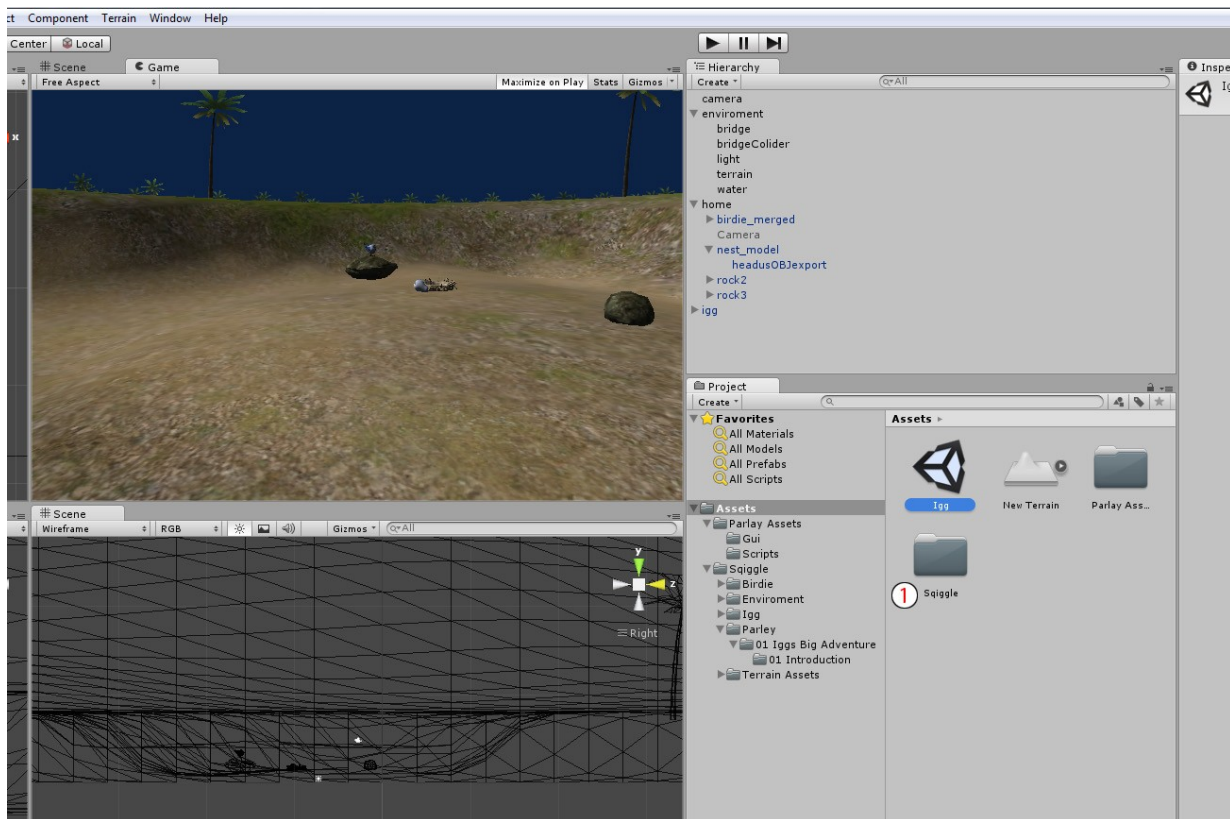 ct Component Terrain Window Help
Center Local
Scene Game
Free Aspect Maximize on Play Stats Gizmos
Hierarchy
Create All
camera
enviroment
bridge
bridgeColider
light
terrain
water
home
birdie_merged
Camera
nest_model
headusOBJexport
rock2
rock3
igg
Inspe
Ig
Project
Create
Favorites
All Materials
All Models
All Prefabs
All Scripts
Assets
Parlay Assets
Gui
Scripts
Sqiggle
Birdie
Enviroment
Igg
Parley
01 Iggs Big Adventure
01 Introduction
Terrain Assets
Assets
Igg New Terrain Parlay Ass...
1 Sqiggle
Scene
Wireframe RGB Gizmos All
y
z
Right